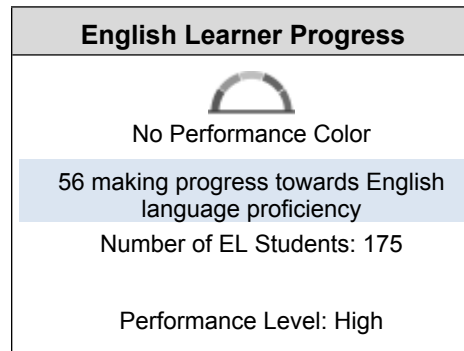 English Learner Progress
No Performance Color
56 making progress towards English
language proficiency
Number of EL Students: 175
Performance Level: High